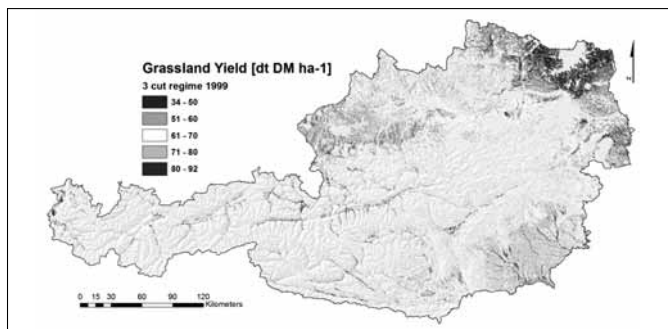 Grassland Yield [dt DM ha-1]
3 cut regime 1999
34 - 50
51 - 60
61 - 70
71 - 80
80 - 92
N
0 15 30 60 90 120
Kilometers